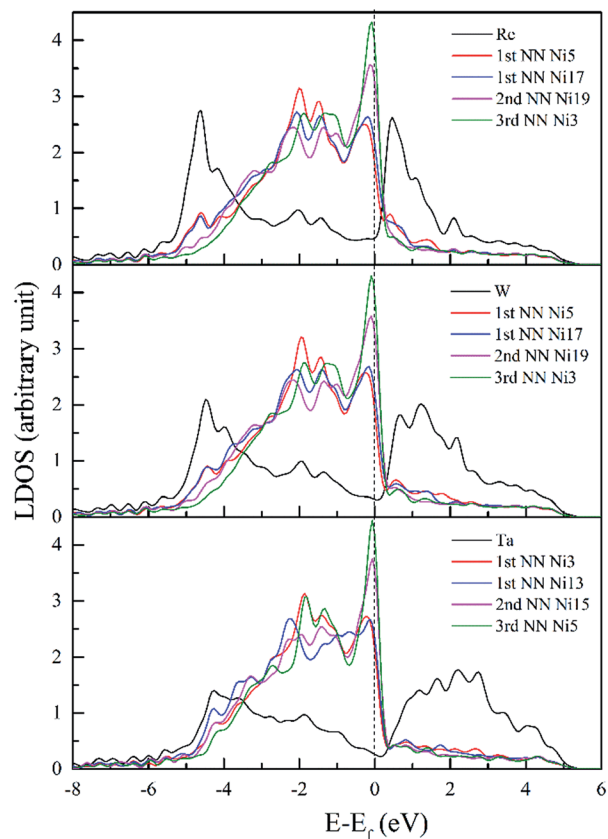 4
3
2
1
0
Re
1st NN Ni5
1st NN Ni17
2nd NN Ni19
3rd NN Ni3
4
3
2
1
0
W
1st NN Ni5
1st NN Ni17
2nd NN Ni19
3rd NN Ni3
LDOS (arbitrary unit)
4
3
2
1
0
Ta
1st NN Ni3
1st NN Ni13
2nd NN Ni15
3rd NN Ni5
-8 -6 -4 -2 0 2 4 6
E-E_f (eV)